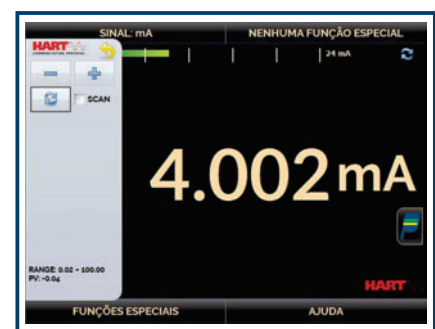 SINAL: mA
NENHUMA FUNÇÃO ESPECIAL
HART
24 mA
SCAN
4.002 mA
RANGE: 0.02 - 100.00
PV: -0.04
HART
FUNÇÕES ESPECIAIS
AJUDA